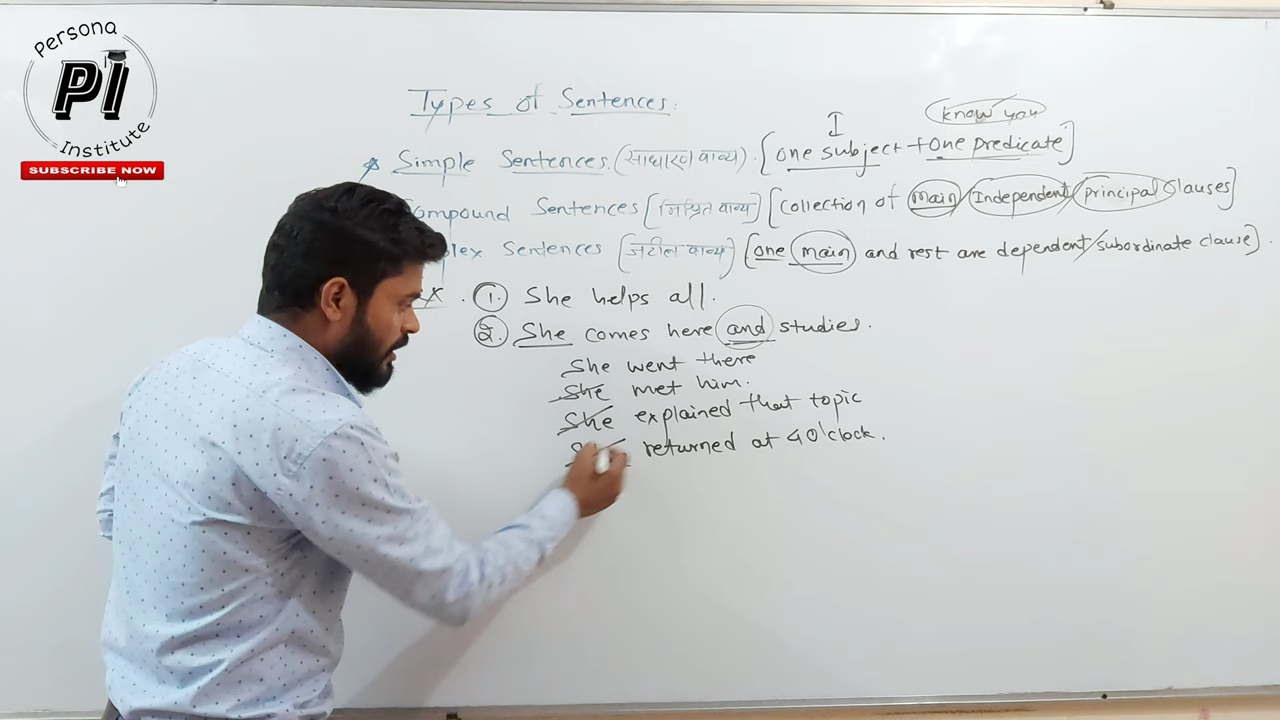 Persona
PI
Institute
SUBSCRIBE NOW
Types of Sentences:
know you
I
Simple Sentences. (साधारण वाक्य). [one subject + one predicate]
ompound Sentences [मिश्रित वाक्य] [collection of main/Independent/principal clauses]
plex Sentences (जटील वाक्य) [one main and rest are dependent/subordinate clause].
1. She helps all.
2. She comes here and studies.
She went there
She met him.
She explained that topic
returned at 4 O'clock.